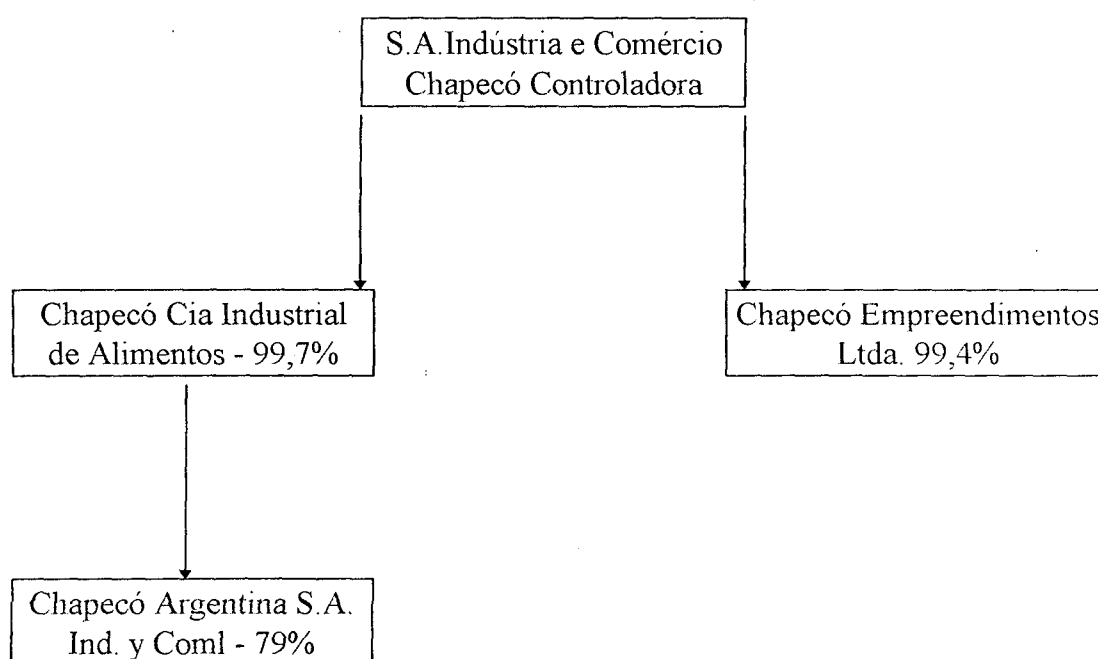 S.A.Indústria e Comércio
Chapecó Controladora
Chapecó Cia Industrial
de Alimentos - 99,7%
Chapecó Empreendimentos
Ltda. 99,4%
Chapecó Argentina S.A.
Ind. y Coml - 79%